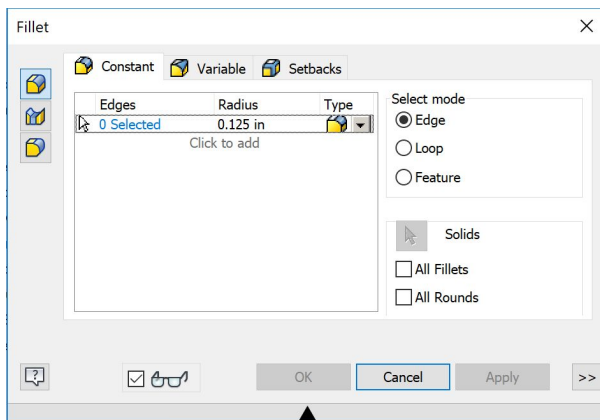 Fillet
Constant Variable Setbacks
Edges Radius Type
0 Selected 0.125 in
Click to add
Select mode
Edge
Loop
Feature
Solids
All Fillets
All Rounds
? OK Cancel Apply >>